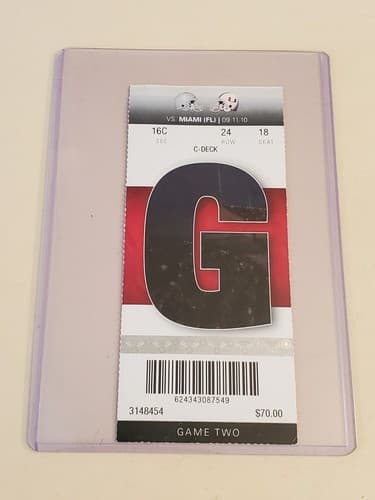 VS. MIAMI (FL) | 09.11.10
16C 24 18
SEC ROW SEAT
C-DECK
G
624343087549
3148454 $70.00
GAME TWO